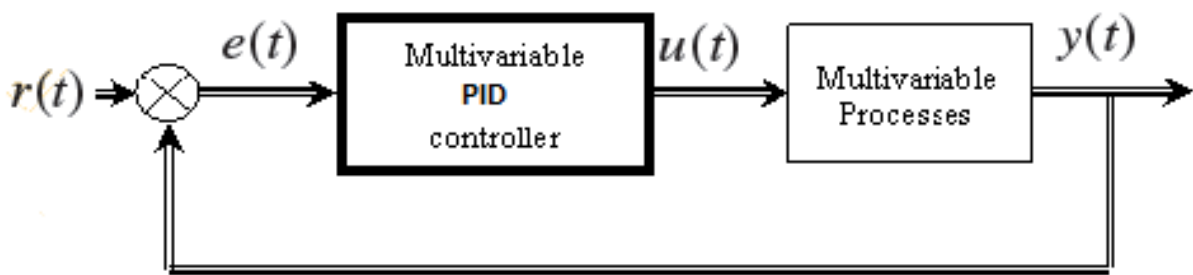 r(t)
e(t)
Multivariable
PID
controller
u(t)
Multivariable
Processes
y(t)